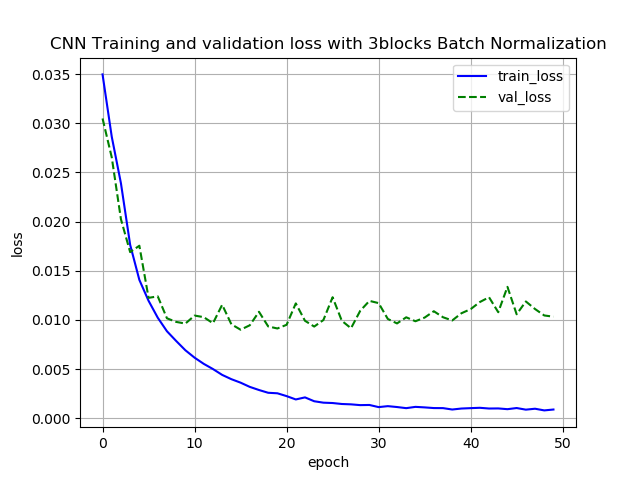 CNN Training and validation loss with 3blocks Batch Normalization
train_loss
val_loss
0.035
0.030
0.025
0.020
0.015
0.010
0.005
0.000
loss
0 10 20 30 40 50
epoch